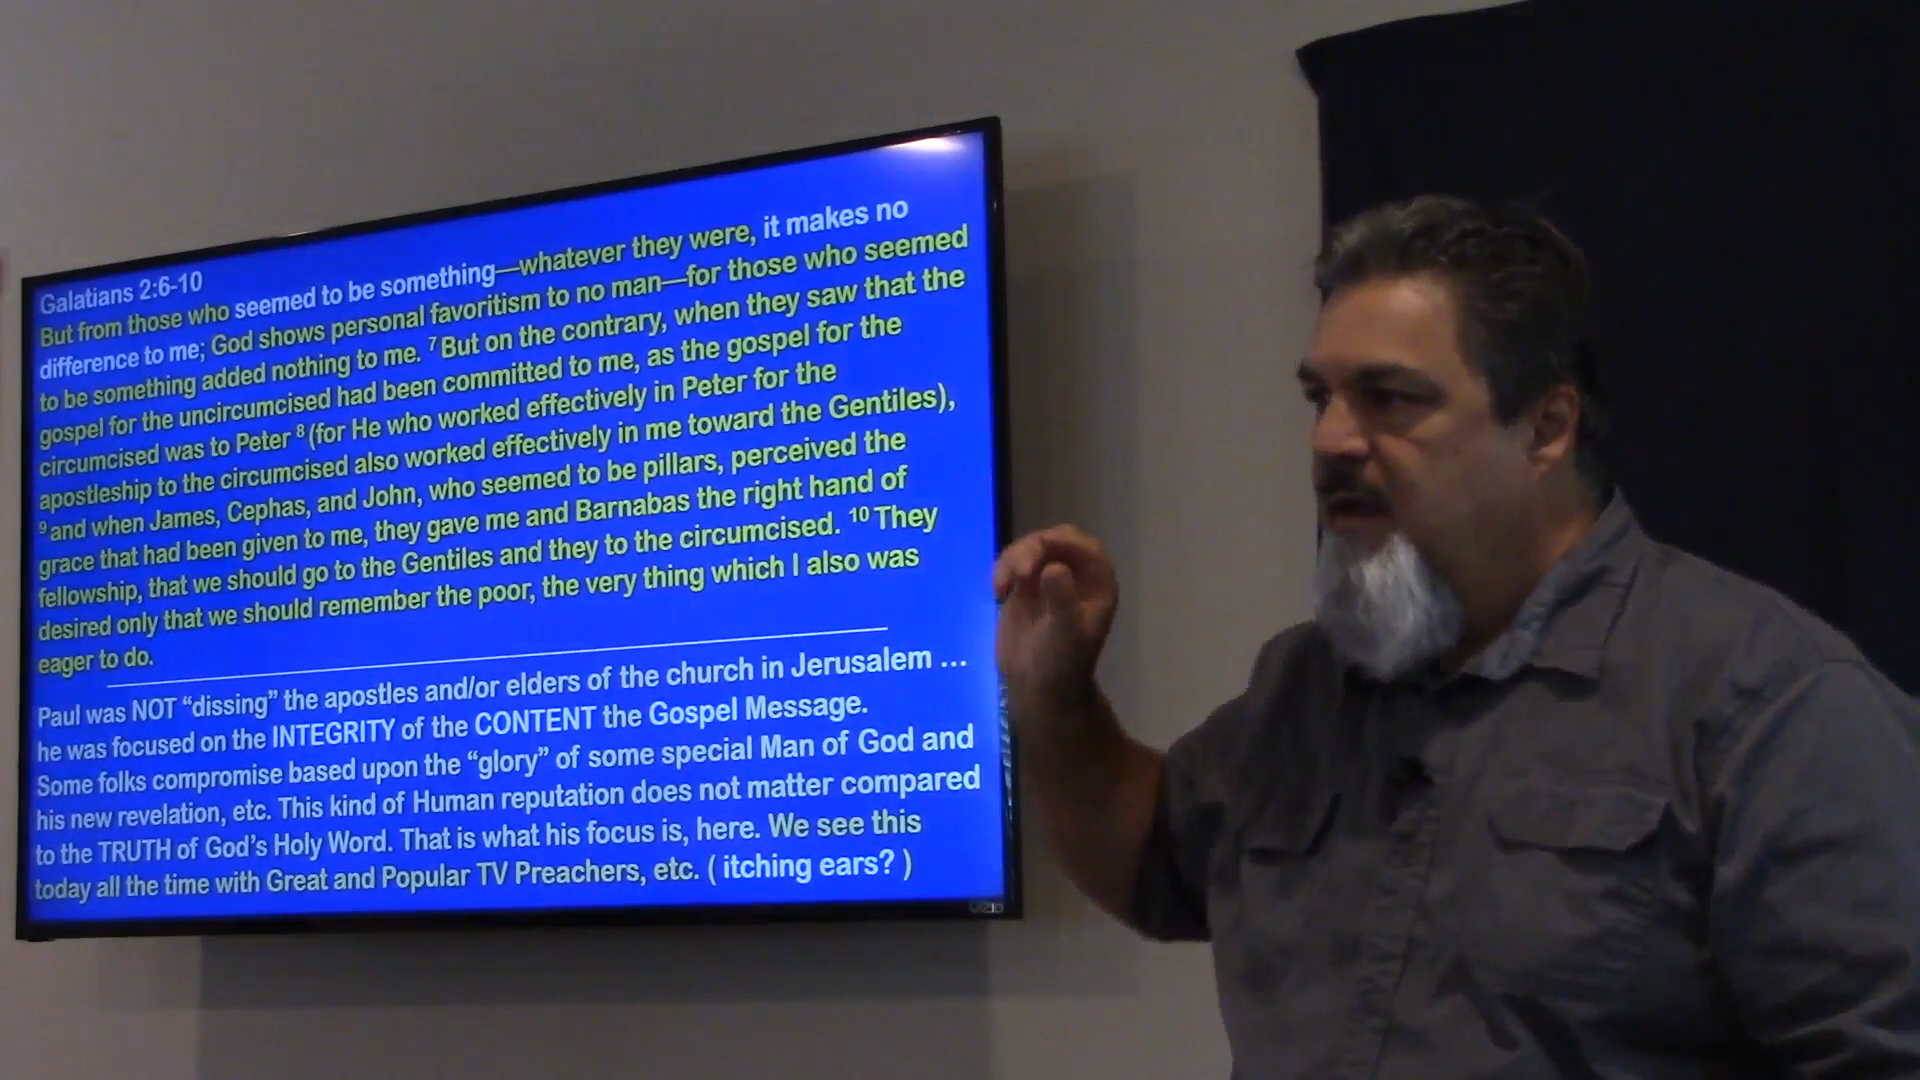 Galatians 2:6-10
But from those who seemed to be something—whatever they were, it makes no
difference to me; God shows personal favoritism to no man—for those who seemed
to be something added nothing to me. 7 But on the contrary, when they saw that the
gospel for the uncircumcised had been committed to me, as the gospel for the
circumcised was to Peter 8 (for He who worked effectively in Peter for the
apostleship to the circumcised also worked effectively in me toward the Gentiles),
9 and when James, Cephas, and John, who seemed to be pillars, perceived the
grace that had been given to me, they gave me and Barnabas the right hand of
fellowship, that we should go to the Gentiles and they to the circumcised. 10 They
desired only that we should remember the poor, the very thing which I also was
eager to do.
Paul was NOT “dissing” the apostles and/or elders of the church in Jerusalem ...
he was focused on the INTEGRITY of the CONTENT the Gospel Message.
Some folks compromise based upon the “glory” of some special Man of God and
his new revelation, etc. This kind of Human reputation does not matter compared
to the TRUTH of God’s Holy Word. That is what his focus is, here. We see this
today all the time with Great and Popular TV Preachers, etc. ( itching ears? )